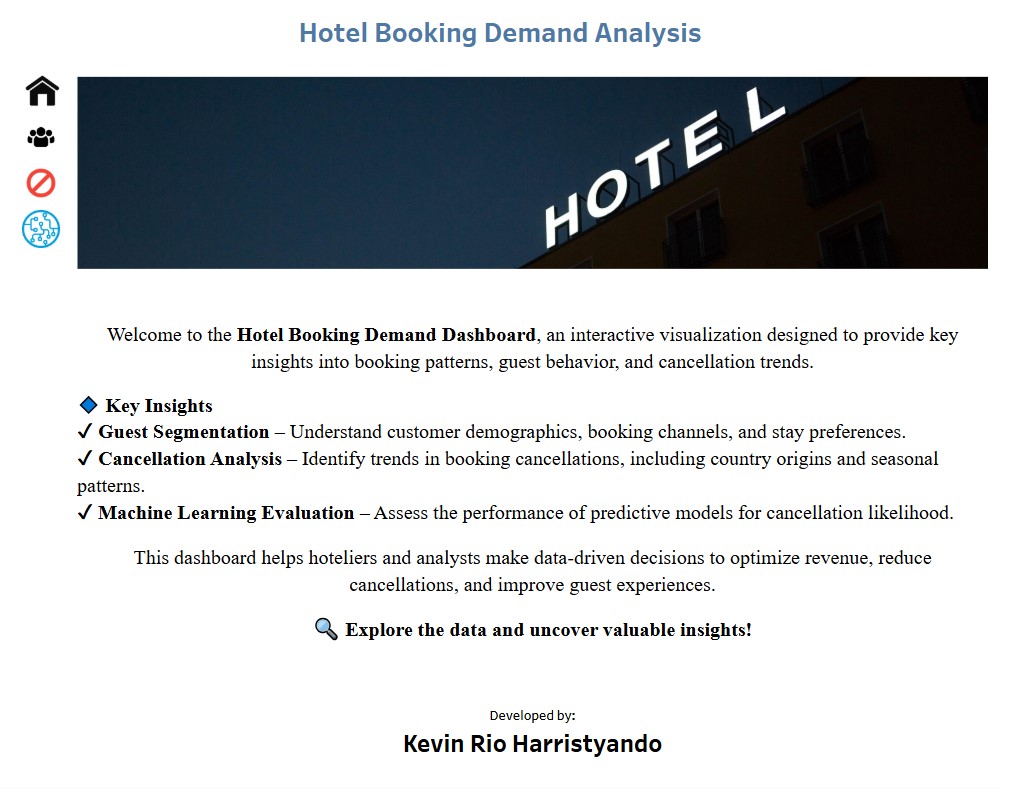 Hotel Booking Demand Analysis
HOTEL
Welcome to the Hotel Booking Demand Dashboard, an interactive visualization designed to provide key
insights into booking patterns, guest behavior, and cancellation trends.
🔷 Key Insights
✔ Guest Segmentation – Understand customer demographics, booking channels, and stay preferences.
✔ Cancellation Analysis – Identify trends in booking cancellations, including country origins and seasonal
patterns.
✔ Machine Learning Evaluation – Assess the performance of predictive models for cancellation likelihood.
This dashboard helps hoteliers and analysts make data-driven decisions to optimize revenue, reduce
cancellations, and improve guest experiences.
🔍 Explore the data and uncover valuable insights!
Developed by:
Kevin Rio Harristyando